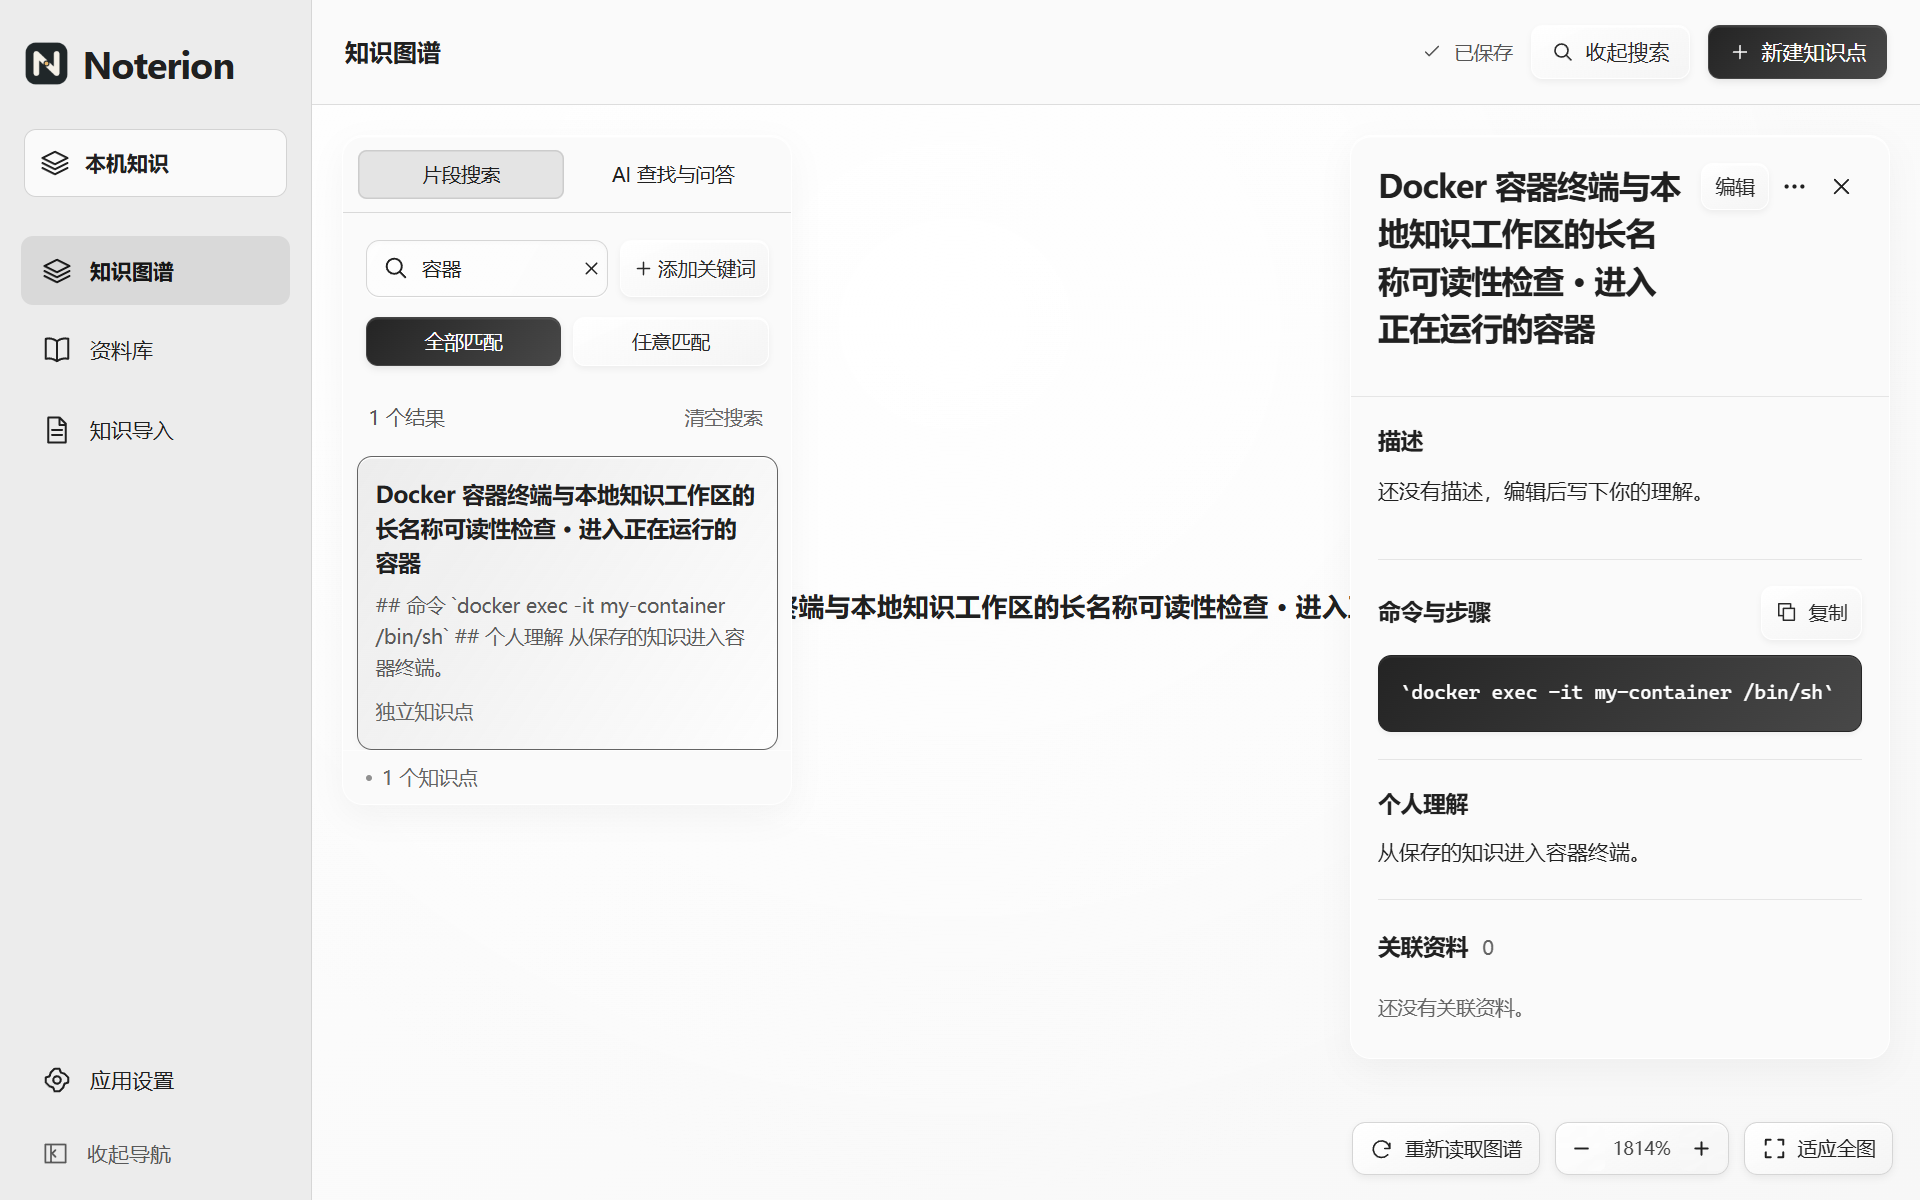 Noterion
本机知识
知识图谱
资料库
知识导入
应用设置
收起导航
知识图谱
已保存
收起搜索
新建知识点
片段搜索
AI 查找与问答
容器
添加关键词
全部匹配
任意匹配
1 个结果
清空搜索
Docker 容器终端与本地知识工作区的
长名称可读性检查·进入正在运行的
容器
## 命令 `docker exec -it my-container
/bin/sh` ## 个人理解 从保存的知识进入容
器终端。
独立知识点
• 1 个知识点
终端与本地知识工作区的长名称可读性检查·进入
Docker 容器终端与本
地知识工作区的长名
称可读性检查·进入
正在运行的容器
编辑
描述
还没有描述，编辑后写下你的理解。
命令与步骤
复制
`docker exec -it my-container /bin/sh`
个人理解
从保存的知识进入容器终端。
关联资料 0
还没有关联资料。
重新读取图谱
1814%
适应全图